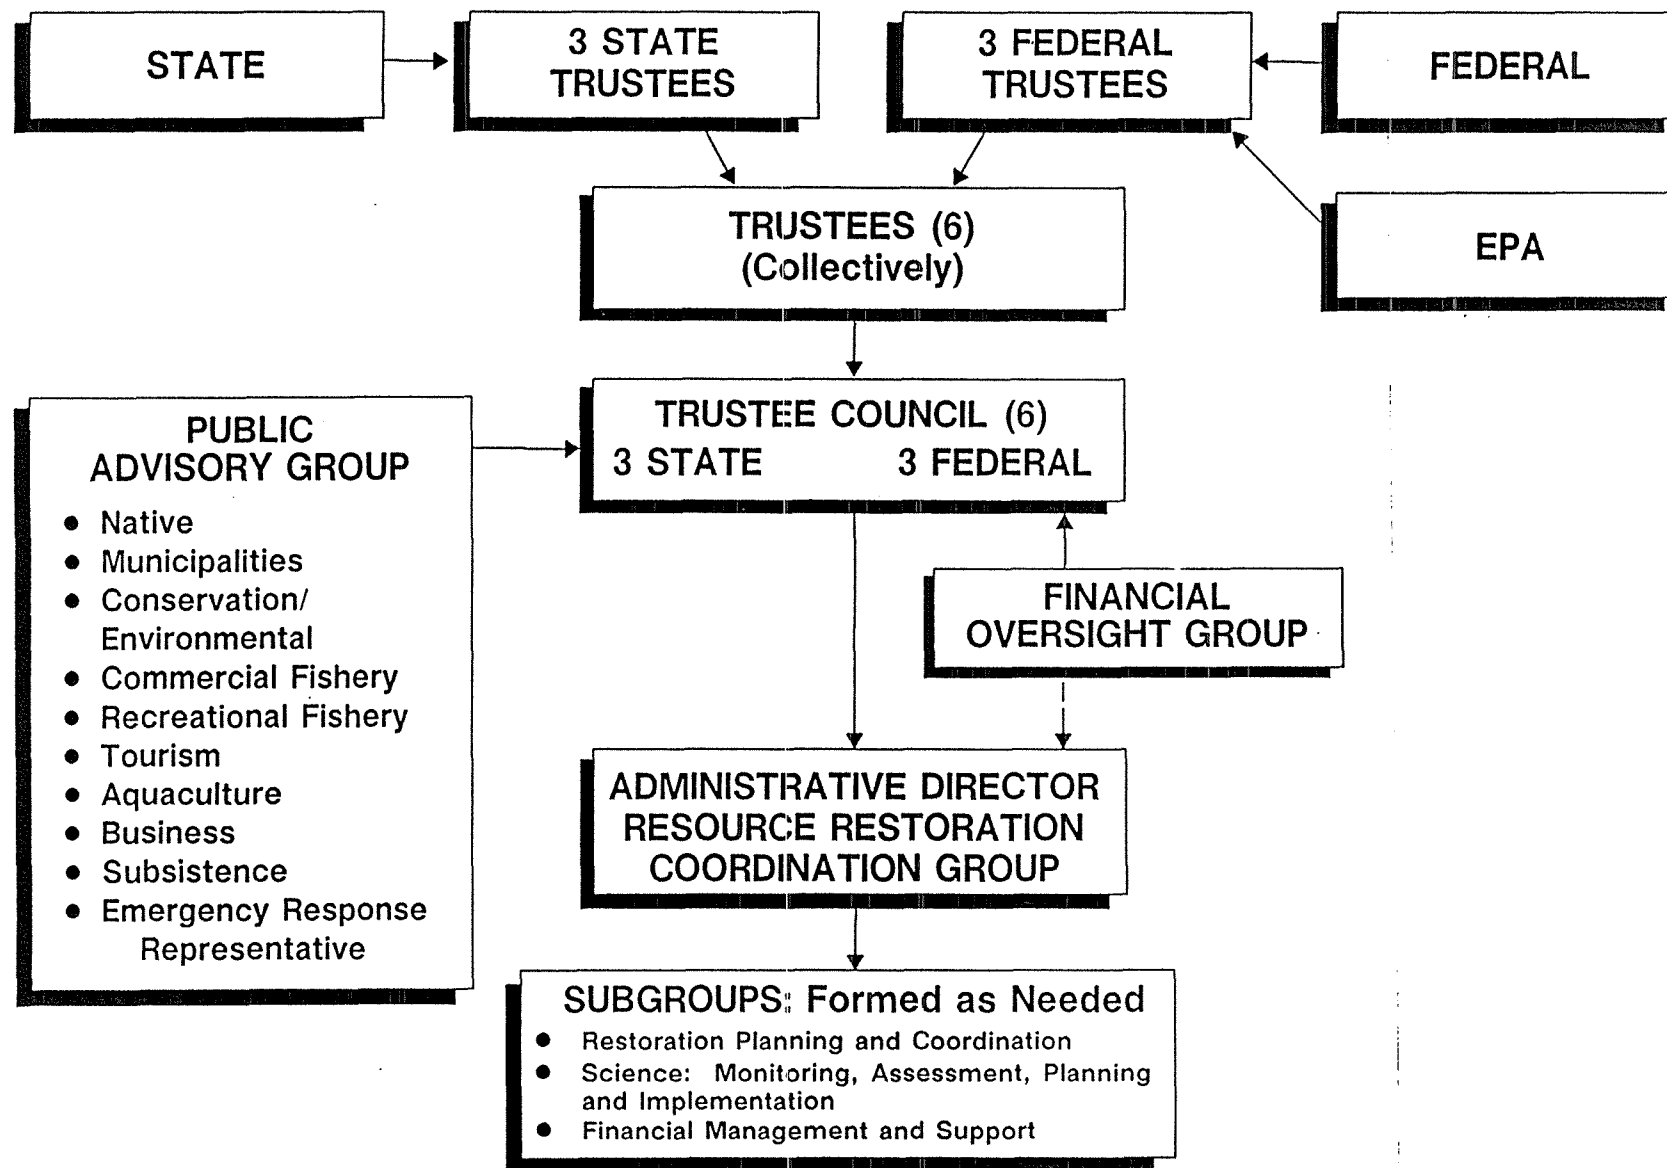 STATE
3 STATE
TRUSTEES
3 FEDERAL
TRUSTEES
FEDERAL
TRUSTEES (6)
(Collectively)
EPA
TRUSTEE COUNCIL (6)
3 STATE 3 FEDERAL
PUBLIC
ADVISORY GROUP
● Native
● Municipalities
● Conservation/
Environmental
● Commercial Fishery
● Recreational Fishery
● Tourism
● Aquaculture
● Business
● Subsistence
● Emergency Response
Representative
FINANCIAL
OVERSIGHT GROUP
ADMINISTRATIVE DIRECTOR
RESOURCE RESTORATION
COORDINATION GROUP
SUBGROUPS: Formed as Needed
● Restoration Planning and Coordination
● Science: Monitoring, Assessment, Planning
and Implementation
● Financial Management and Support